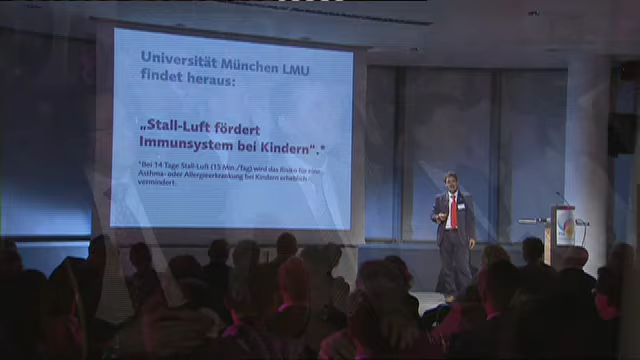 Universität München LMU
findet heraus:
„Stall-Luft fördert
Immunsystem bei Kindern“.*
*Bei 14 Tage Stall-Luft (15 Min./Tag) wird das Risiko für eine
Asthma- oder Allergieerkrankung bei Kindern erheblich
vermindert.